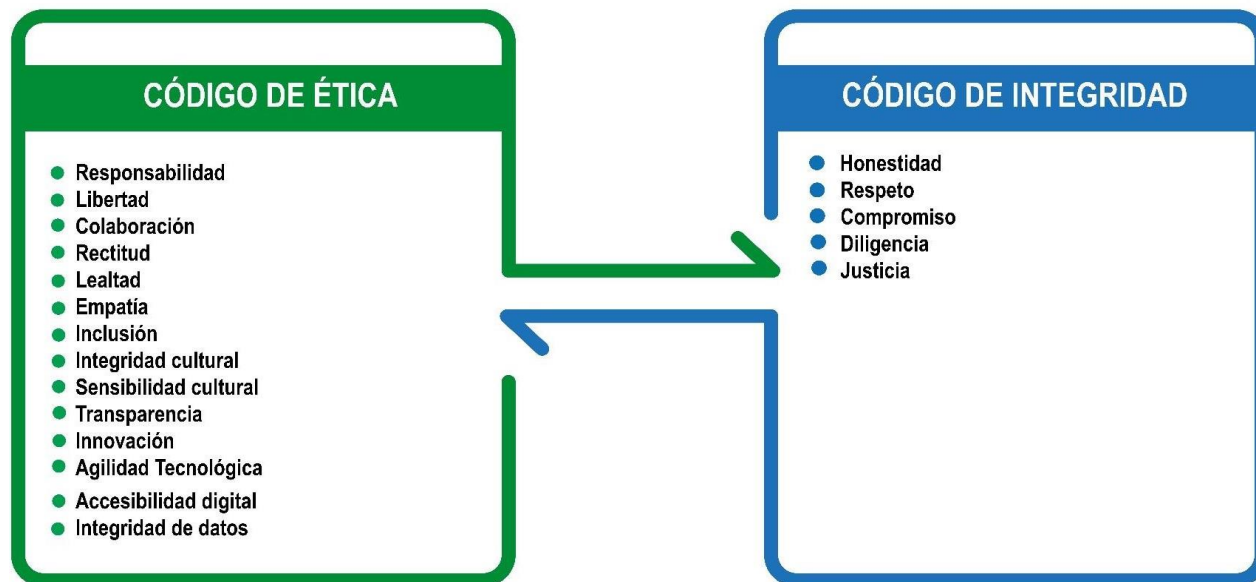 CÓDIGO DE ÉTICA
Responsabilidad
Libertad
Colaboración
Rectitud
Lealtad
Empatía
Inclusión
Integridad cultural
Sensibilidad cultural
Transparencia
Innovación
Agilidad Tecnológica
Accesibilidad digital
Integridad de datos
CÓDIGO DE INTEGRIDAD
Honestidad
Respeto
Compromiso
Diligencia
Justicia